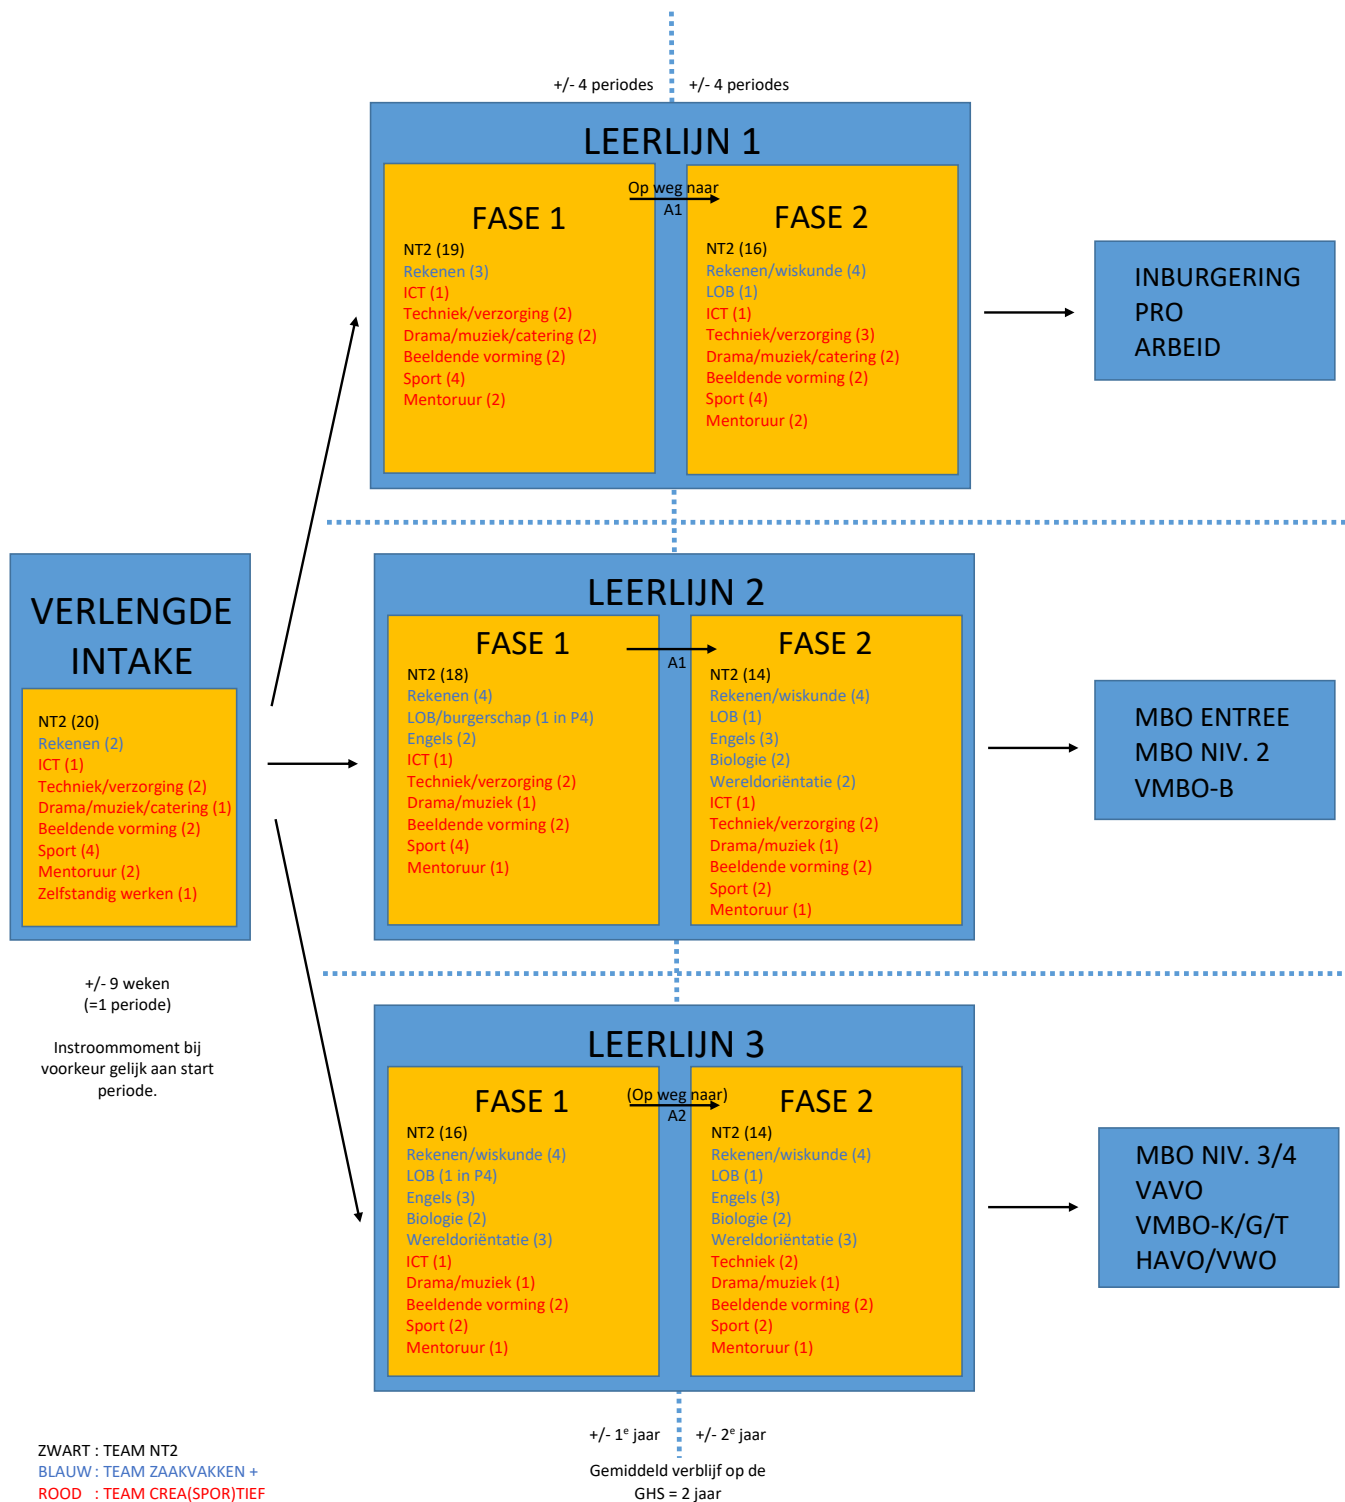 +/- 4 periodes
+/- 4 periodes
LEERLIJN 1
Op weg naar
A1
FASE 1
NT2 (19)
Rekenen (3)
ICT (1)
Techniek/verzorging (2)
Drama/muziek/catering (2)
Beeldende vorming (2)
Sport (4)
Mentoruur (2)
FASE 2
NT2 (16)
Rekenen/wiskunde (4)
LOB (1)
ICT (1)
Techniek/verzorging (3)
Drama/muziek/catering (2)
Beeldende vorming (2)
Sport (4)
Mentoruur (2)
INBURGERING
PRO
ARBEID
VERLENGDE
INTAKE
NT2 (20)
Rekenen (2)
ICT (1)
Techniek/verzorging (2)
Drama/muziek/catering (1)
Beeldende vorming (2)
Sport (4)
Mentoruur (2)
Zelfstandig werken (1)
+/- 9 weken
(=1 periode)
Instroommoment bij
voorkeur gelijk aan start
periode.
LEERLIJN 2
FASE 1
A1
NT2 (18)
Rekenen (4)
LOB/burgerschap (1 in P4)
Engels (2)
ICT (1)
Techniek/verzorging (2)
Drama/muziek (1)
Beeldende vorming (2)
Sport (4)
Mentoruur (1)
FASE 2
NT2 (14)
Rekenen/wiskunde (4)
LOB (1)
Engels (3)
Biologie (2)
Wereldoriëntatie (2)
ICT (1)
Techniek/verzorging (2)
Drama/muziek (1)
Beeldende vorming (2)
Sport (2)
Mentoruur (1)
MBO ENTREE
MBO NIV. 2
VMBO-B
LEERLIJN 3
(Op weg naar)
A2
FASE 1
NT2 (16)
Rekenen/wiskunde (4)
LOB (1 in P4)
Engels (3)
Biologie (2)
Wereldoriëntatie (3)
ICT (1)
Drama/muziek (1)
Beeldende vorming (2)
Sport (2)
Mentoruur (1)
FASE 2
NT2 (14)
Rekenen/wiskunde (4)
LOB (1)
Engels (3)
Biologie (2)
Wereldoriëntatie (3)
Techniek (2)
Drama/muziek (1)
Beeldende vorming (2)
Sport (2)
Mentoruur (1)
MBO NIV. 3/4
VAVO
VMBO-K/G/T
HAVO/VWO
+/- 1e jaar
+/- 2e jaar
Gemiddeld verblijf op de
GHS = 2 jaar
ZWART : TEAM NT2
BLAUW : TEAM ZAAKVAKKEN +
ROOD : TEAM CREA(SPOR)TIEF